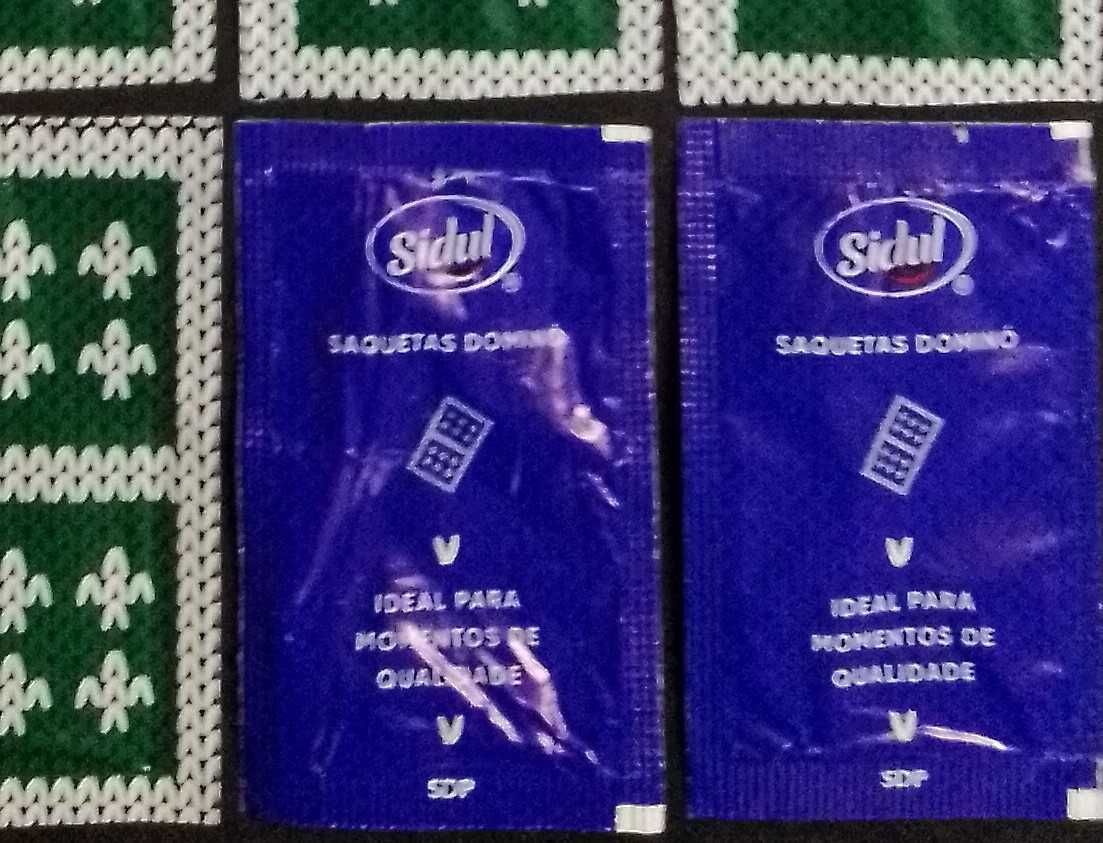 Sidul
SAQUETAS DOMINÓ
V
IDEAL PARA
MOMENTOS DE
QUALIDADE
V
SDP
Sidul
SAQUETAS DOMINÓ
V
IDEAL PARA
MOMENTOS DE
QUALIDADE
V
SDP